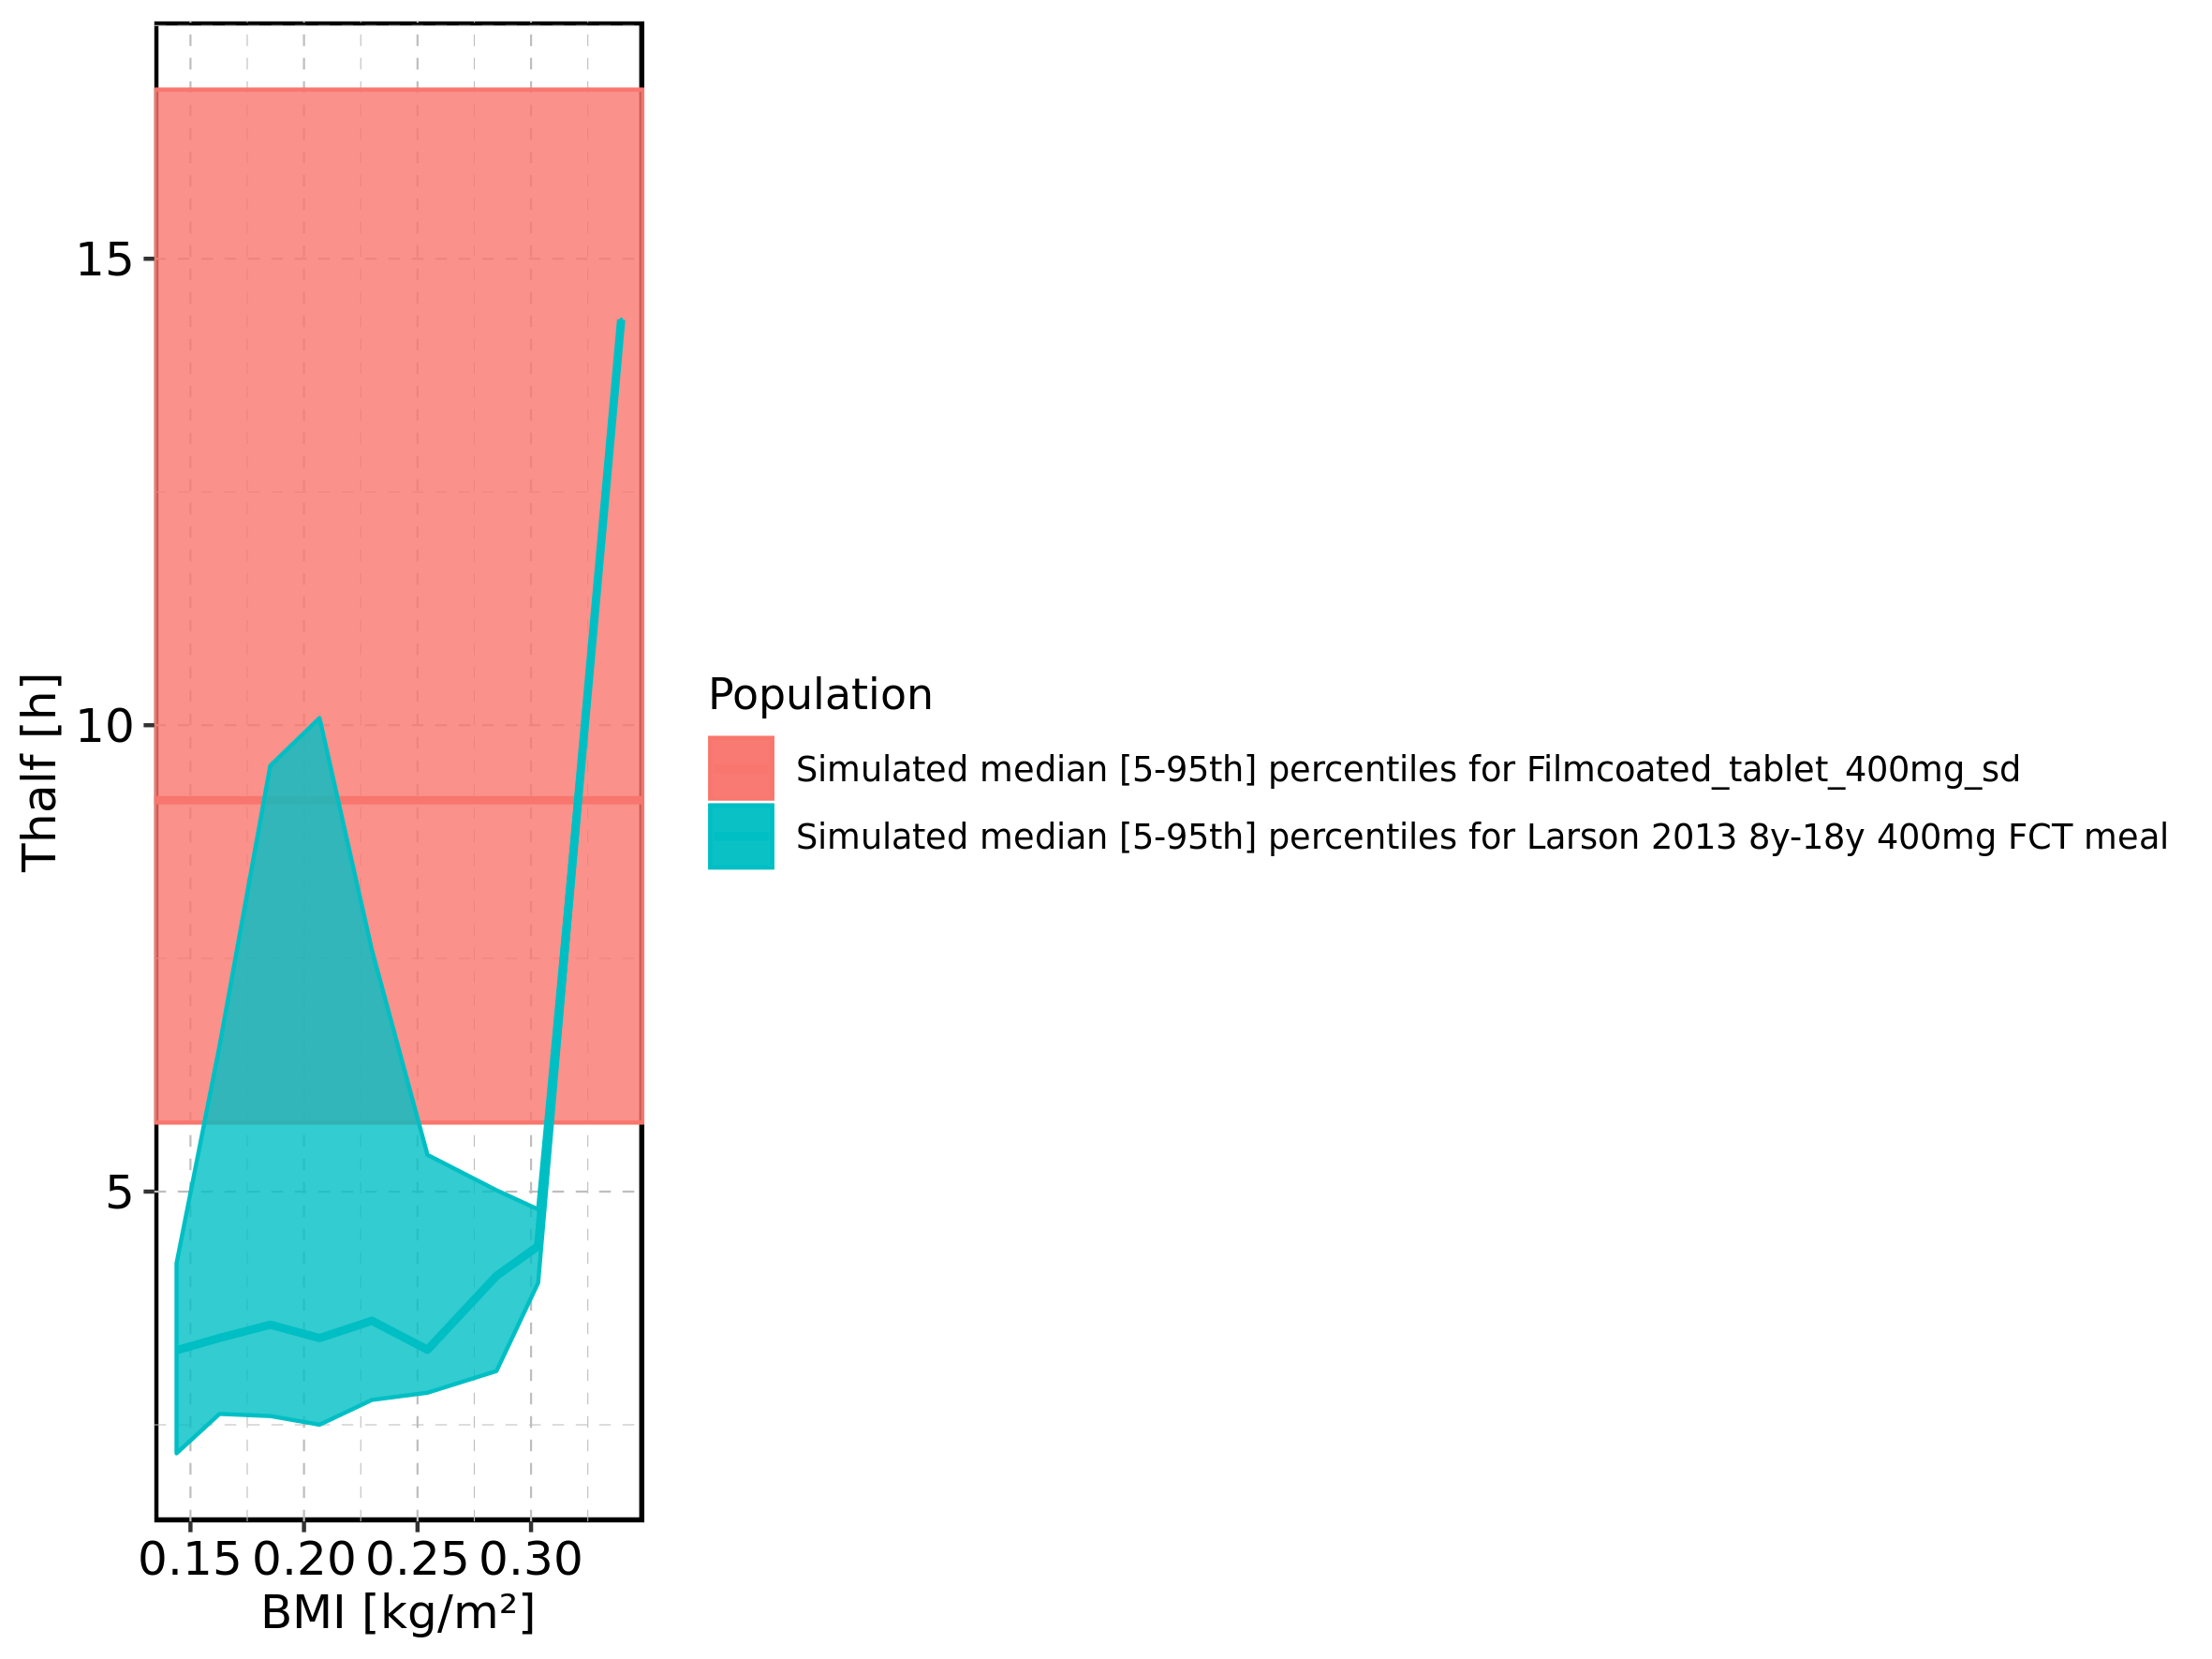 Thalf [h]
15
10
5
0.15 0.20 0.25 0.30
BMI [kg/m²]
Population
Simulated median [5-95th] percentiles for Filmcoated_tablet_400mg_sd
Simulated median [5-95th] percentiles for Larson 2013 8y-18y 400mg FCT meal